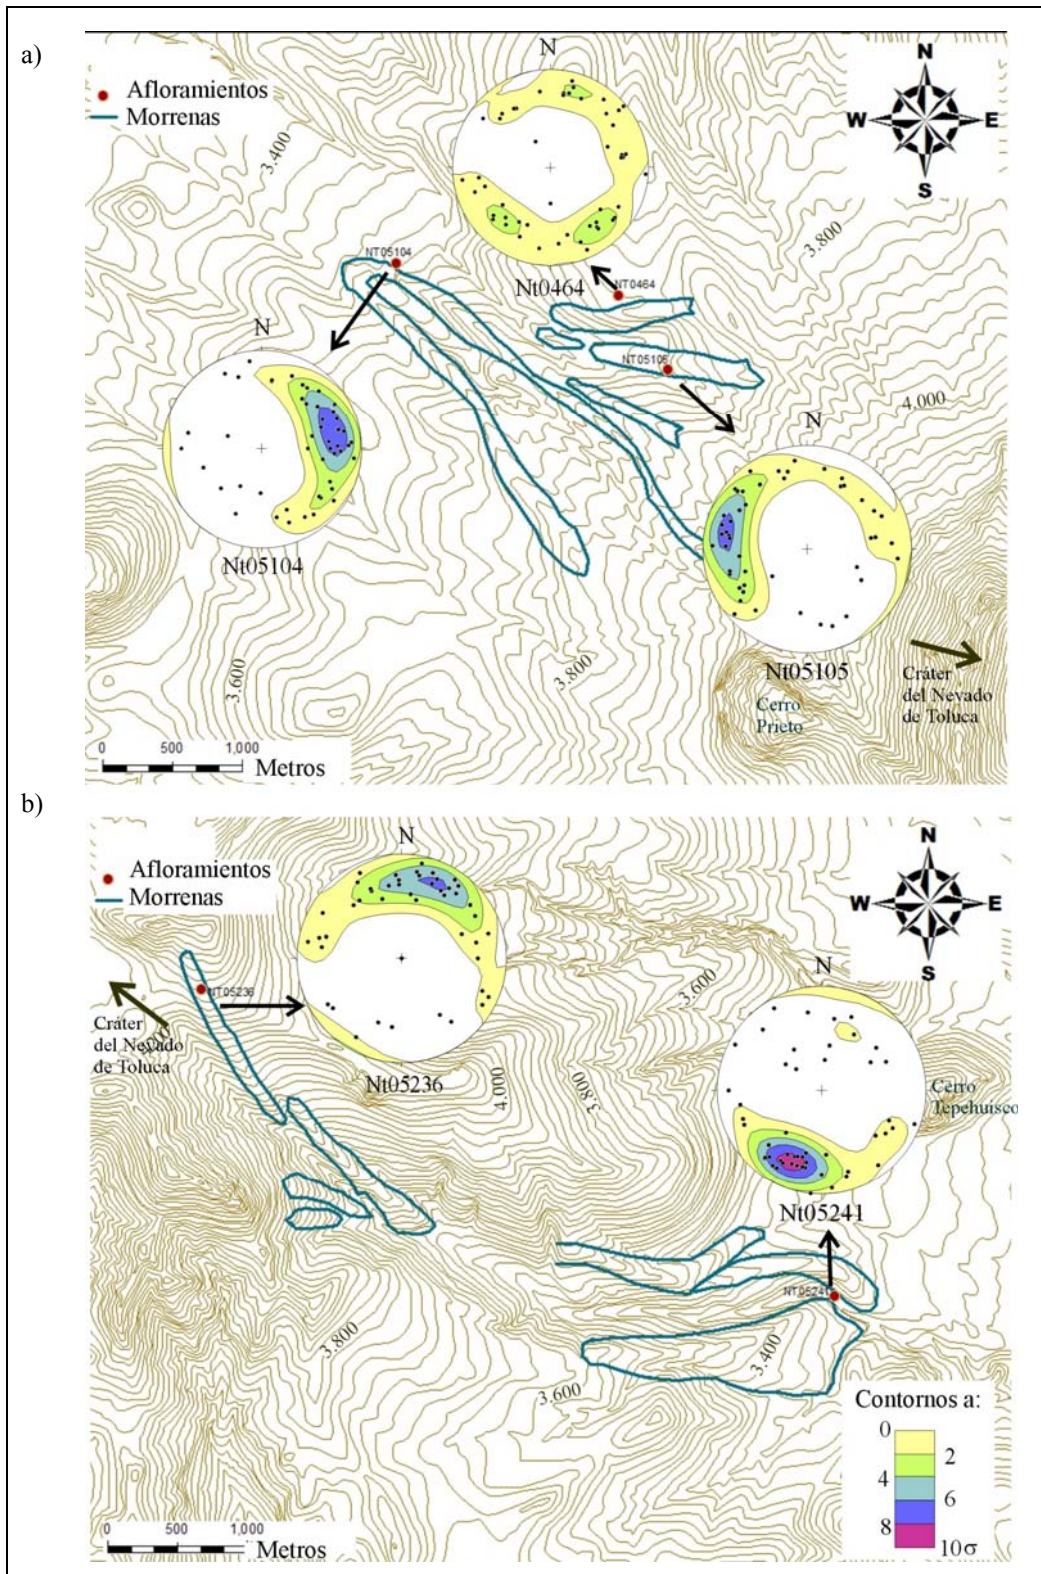 a)
N
Afloramientos
Morrenas
N
W
E
S
3.400
3.800
NT05104
Nt0464
NT0464
N
NT05105
4.000
N
Nt05104
Nt05105
3.600
3.800
Cerro
Prieto
Cráter
del Nevado
de Toluca
0 500 1,000
Metros
b)
N
Afloramientos
Morrenas
N
W
E
S
N
3.600
NT05236
Cráter
del Nevado
de Toluca
Nt05236
4.000
3.800
Cerro
Tepehuisco
Nt05241
NT05241
3.800
3.400
3.600
Contornos a:
0
2
4
6
8
10σ
0 500 1,000
Metros